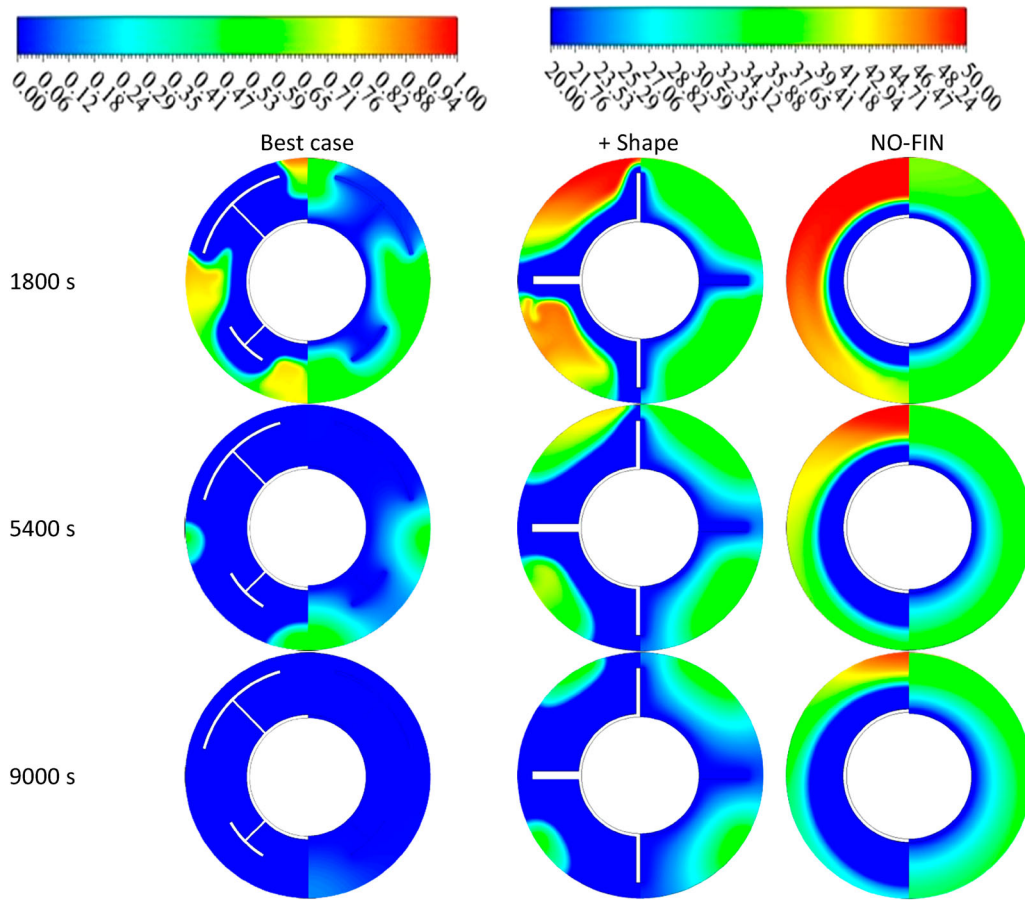 0.00 0.06 0.12 0.18 0.24 0.29 0.35 0.41 0.47 0.53 0.59 0.65 0.71 0.76 0.82 0.88 0.94 1.00
20.00 21.76 23.53 25.29 27.06 28.82 30.59 32.35 34.12 35.88 37.65 39.41 41.18 42.94 44.71 46.47 48.24 50.00
Best case
+ Shape
NO-FIN
1800 s
5400 s
9000 s